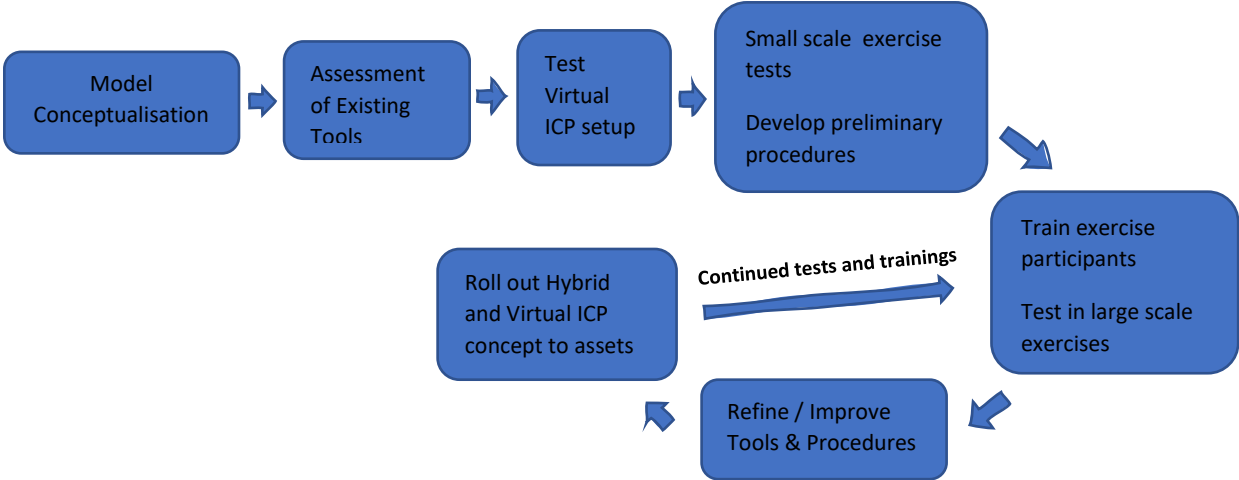 Model
Conceptualisation
Assessment
of Existing
Tools
Test
Virtual
ICP setup
Small scale exercise
tests
Develop preliminary
procedures
Train exercise
participants
Test in large scale
exercises
Refine / Improve
Tools & Procedures
Roll out Hybrid
and Virtual ICP
concept to assets
Continued tests and trainings